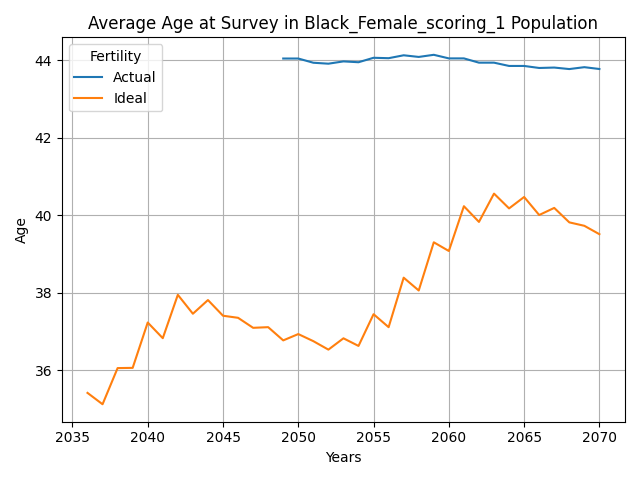 Average Age at Survey in Black_Female_scoring_1 Population
Fertility
Actual
Ideal
Age
44
42
40
38
36
2035 2040 2045 2050 2055 2060 2065 2070
Years